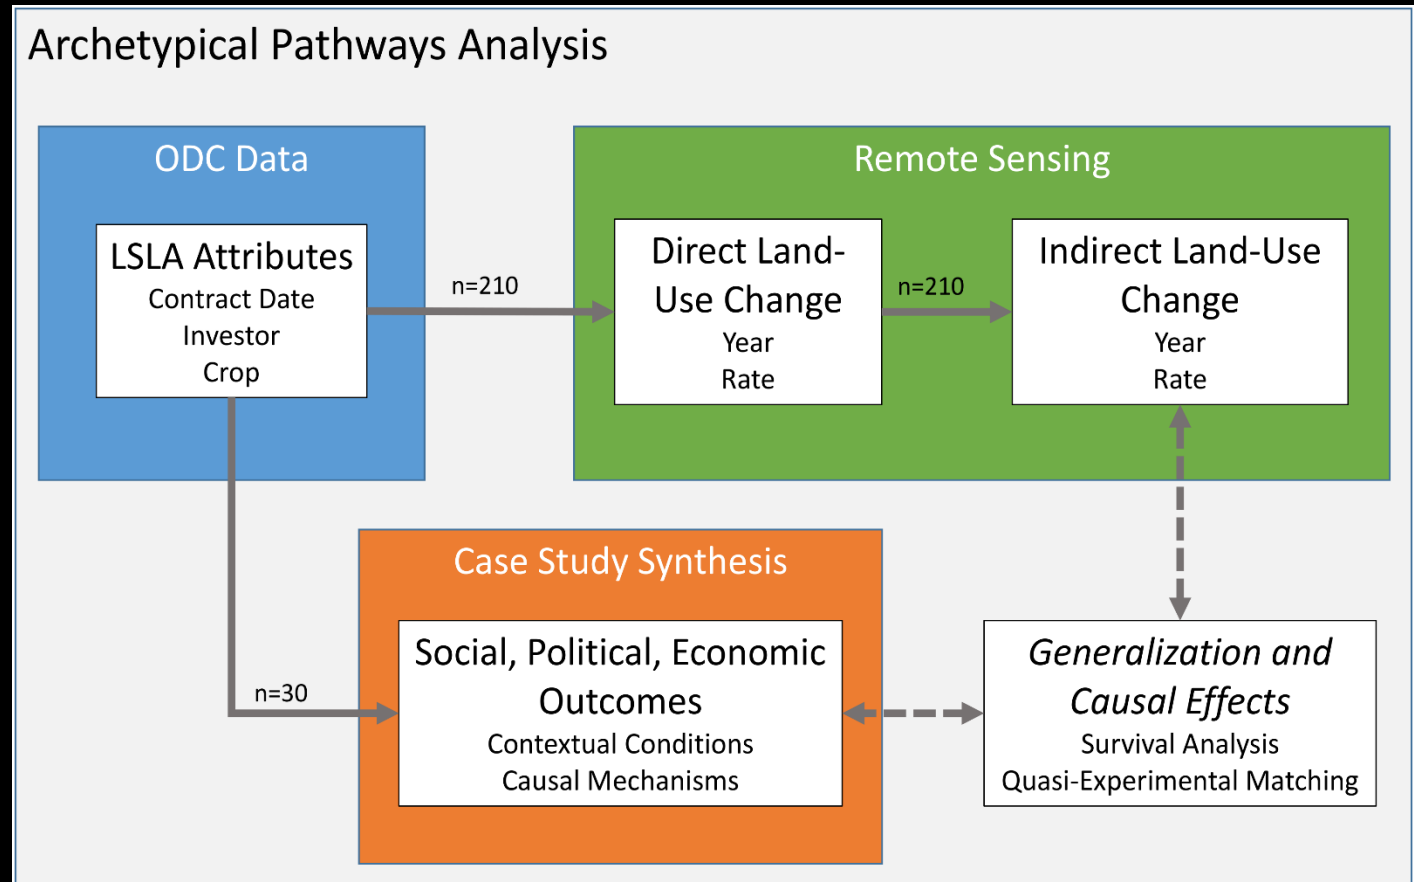 Archetypical Pathways Analysis
ODC Data
LSLA Attributes
Contract Date
Investor
Crop
n=210
Remote Sensing
Direct Land-
Use Change
Year
Rate
n=210
Indirect Land-Use
Change
Year
Rate
n=30
Case Study Synthesis
Social, Political, Economic
Outcomes
Contextual Conditions
Causal Mechanisms
Generalization and
Causal Effects
Survival Analysis
Quasi-Experimental Matching